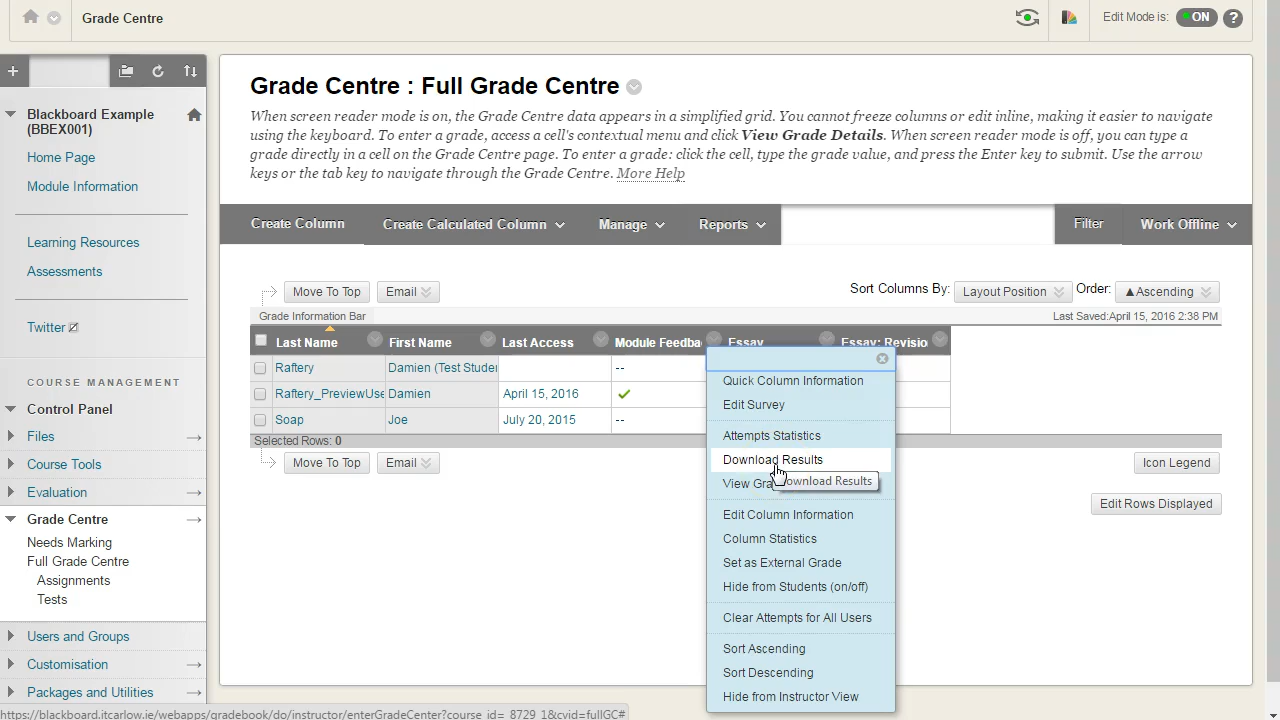 Grade Centre
Edit Mode is: ON ?
Blackboard Example
(BBEX001)
Home Page
Module Information
Learning Resources
Assessments
Twitter
COURSE MANAGEMENT
Control Panel
Files
Course Tools
Evaluation
Grade Centre
Needs Marking
Full Grade Centre
Assignments
Tests
Users and Groups
Customisation
Packages and Utilities
Grade Centre : Full Grade Centre
When screen reader mode is on, the Grade Centre data appears in a simplified grid. You cannot freeze columns or edit inline, making it easier to navigate
using the keyboard. To enter a grade, access a cell's contextual menu and click View Grade Details. When screen reader mode is off, you can type a
grade directly in a cell on the Grade Centre page. To enter a grade: click the cell, type the grade value, and press the Enter key to submit. Use the arrow
keys or the tab key to navigate through the Grade Centre. More Help
Create Column Create Calculated Column Manage Reports Filter Work Offline
Move To Top Email Sort Columns By: Layout Position Order: ▲Ascending
Grade Information Bar Last Saved:April 15, 2016 2:38 PM
Last Name First Name Last Access Module Feedba Essay Essay: Revisio
Raftery Damien (Test Studen --
Raftery_PreviewUse Damien April 15, 2016
Soap Joe July 20, 2015 --
Selected Rows: 0
Move To Top Email Icon Legend
Edit Rows Displayed
Quick Column Information
Edit Survey
Attempts Statistics
Download Results
View Gra
Download Results
Edit Column Information
Column Statistics
Set as External Grade
Hide from Students (on/off)
Clear Attempts for All Users
Sort Ascending
Sort Descending
Hide from Instructor View
https://blackboard.itcarlow.ie/webapps/gradebook/do/instructor/enterGradeCenter?course_id=_8729_1&cvid=fullGC#